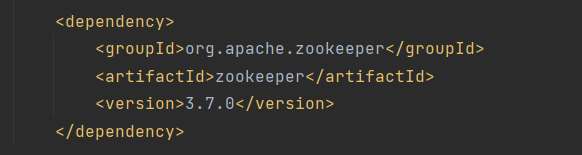 <dependency>
<groupId>org.apache.zookeeper</groupId>
<artifactId>zookeeper</artifactId>
<version>3.7.0</version>
</dependency>